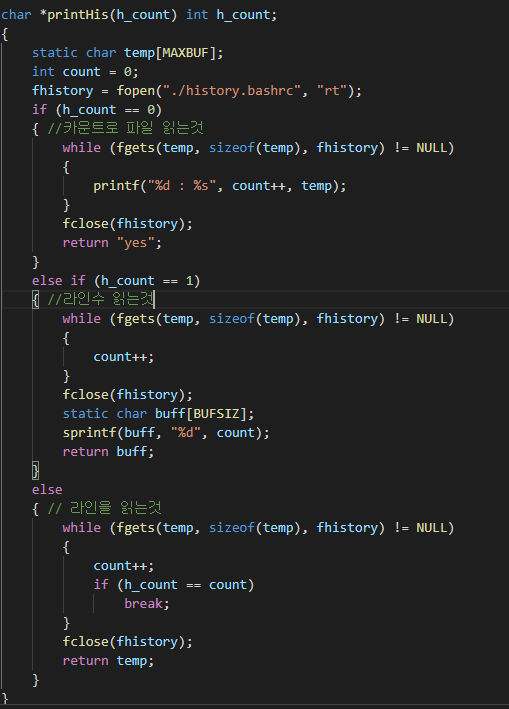 char *printHis(h_count) int h_count;
{
    static char temp[MAXBUF];
    int count = 0;
    fhistory = fopen("./history.bashrc", "rt");
    if (h_count == 0)
    { //카운트로 파일 읽는것
        while (fgets(temp, sizeof(temp), fhistory) != NULL)
        {
            printf("%d : %s", count++, temp);
        }
        fclose(fhistory);
        return "yes";
    }
    else if (h_count == 1)
    { //라인수 읽는것
        while (fgets(temp, sizeof(temp), fhistory) != NULL)
        {
            count++;
        }
        fclose(fhistory);
        static char buff[BUFSIZ];
        sprintf(buff, "%d", count);
        return buff;
    }
    else
    { // 라인을 읽는것
        while (fgets(temp, sizeof(temp), fhistory) != NULL)
        {
            count++;
            if (h_count == count)
                break;
        }
        fclose(fhistory);
        return temp;
    }
}